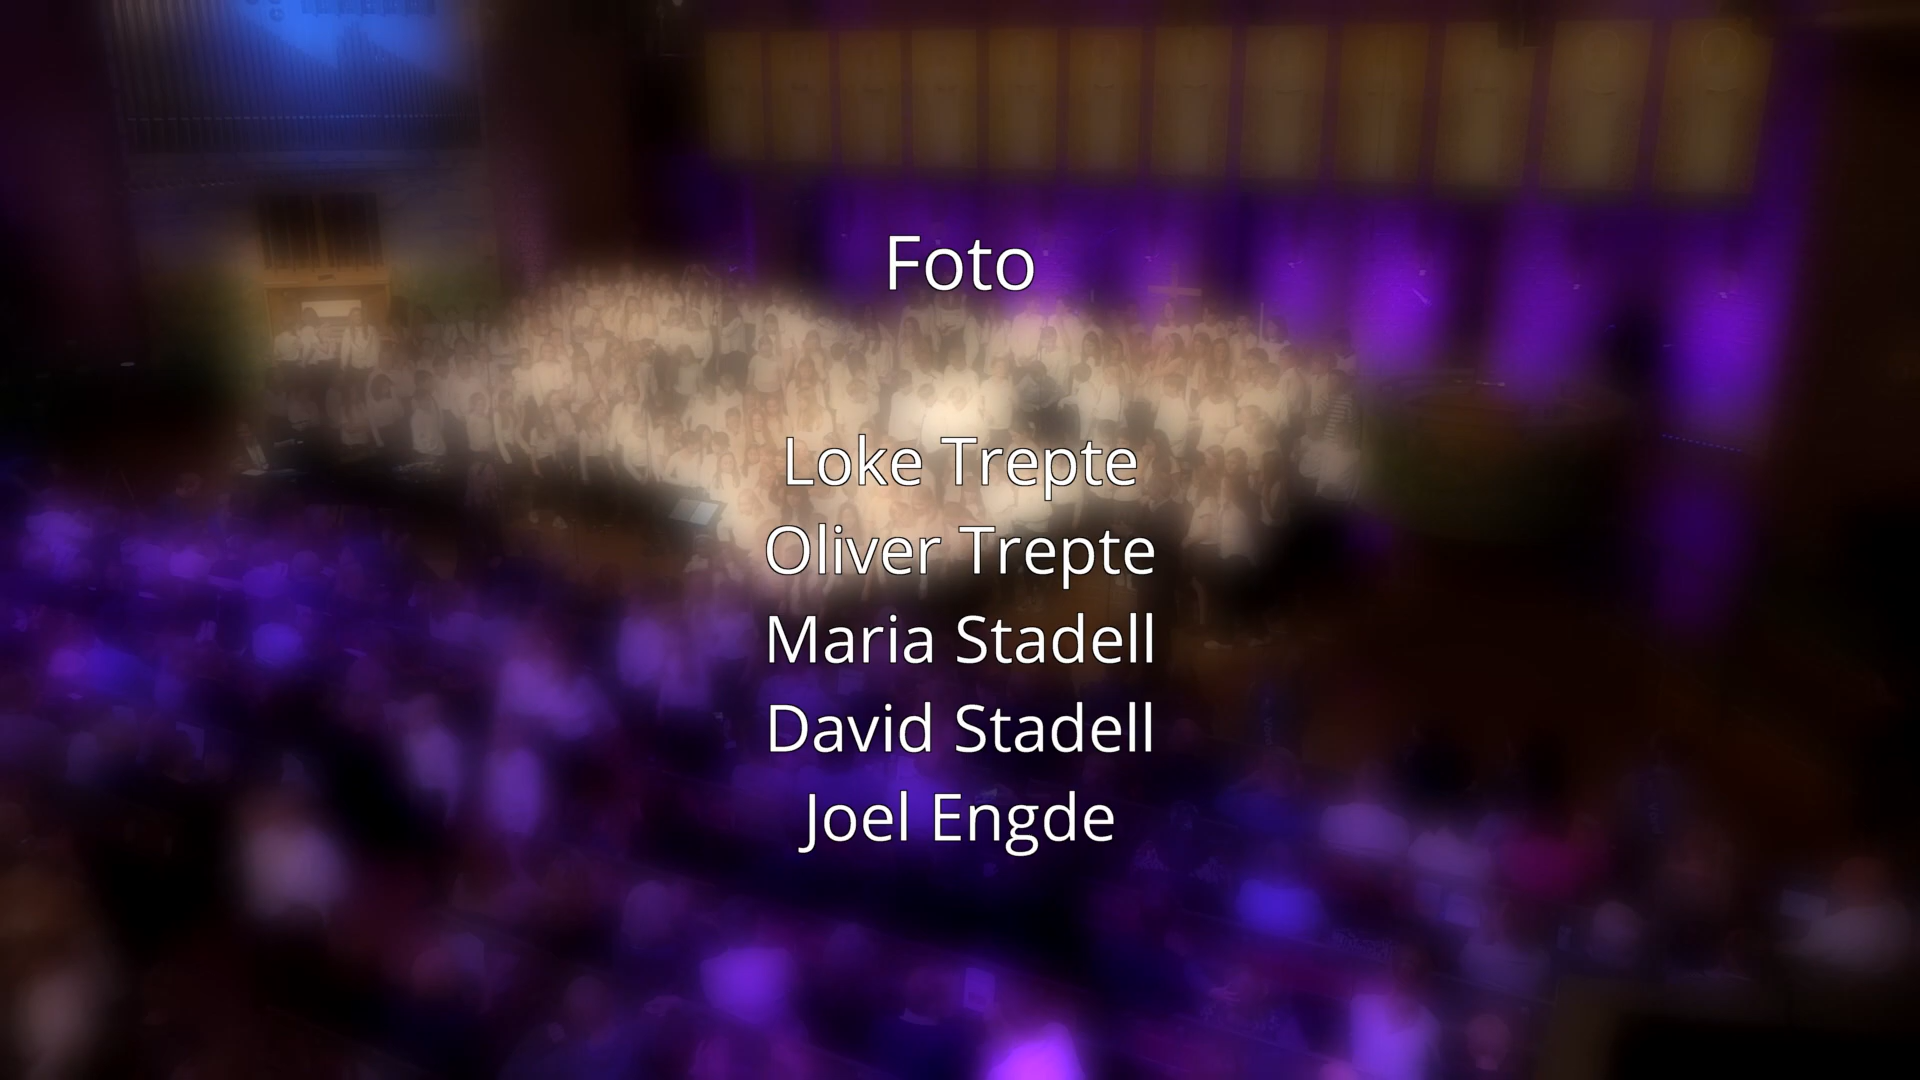 Foto
Loke Trepte
Oliver Trepte
Maria Stadell
David Stadell
Joel Engde